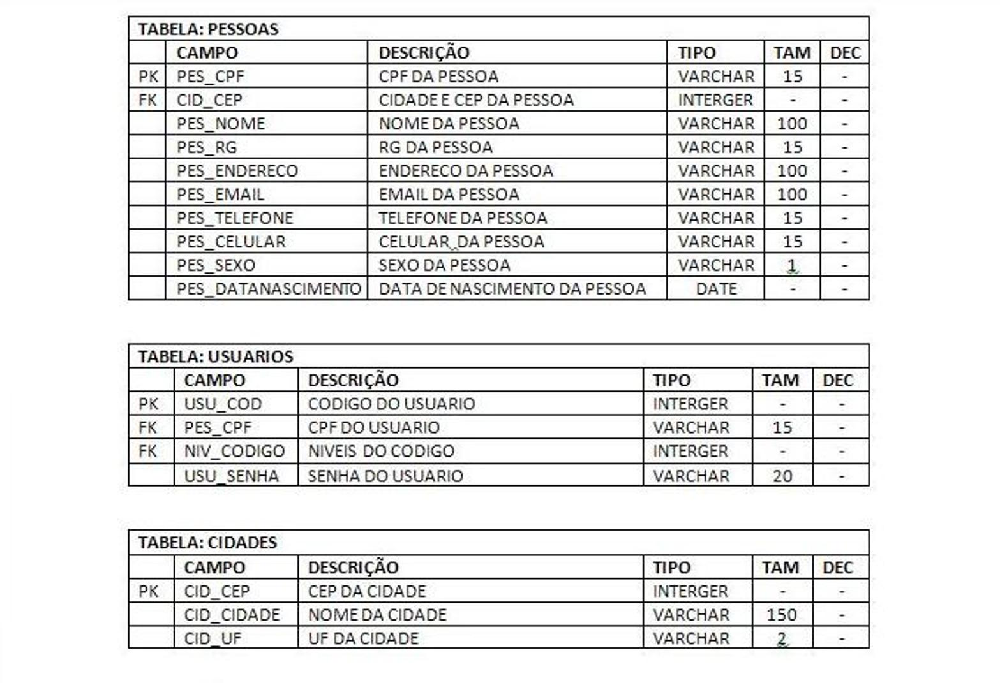 TABELA: PESSOAS
CAMPO DESCRIÇÃO TIPO TAM DEC
PK PES_CPF CPF DA PESSOA VARCHAR 15 -
FK CID_CEP CIDADE E CEP DA PESSOA INTERGER - -
PES_NOME NOME DA PESSOA VARCHAR 100 -
PES_RG RG DA PESSOA VARCHAR 15 -
PES_ENDERECO ENDERECO DA PESSOA VARCHAR 100 -
PES_EMAIL EMAIL DA PESSOA VARCHAR 100 -
PES_TELEFONE TELEFONE DA PESSOA VARCHAR 15 -
PES_CELULAR CELULAR DA PESSOA VARCHAR 15 -
PES_SEXO SEXO DA PESSOA VARCHAR 1 -
PES_DATANASCIMENTO DATA DE NASCIMENTO DA PESSOA DATE - -
TABELA: USUARIOS
CAMPO DESCRIÇÃO TIPO TAM DEC
PK USU_COD CODIGO DO USUARIO INTERGER - -
FK PES_CPF CPF DO USUARIO VARCHAR 15 -
FK NIV_CODIGO NIVEIS DO CODIGO INTERGER - -
USU_SENHA SENHA DO USUARIO VARCHAR 20 -
TABELA: CIDADES
CAMPO DESCRIÇÃO TIPO TAM DEC
PK CID_CEP CEP DA CIDADE INTERGER - -
CID_CIDADE NOME DA CIDADE VARCHAR 150 -
CID_UF UF DA CIDADE VARCHAR 2 -